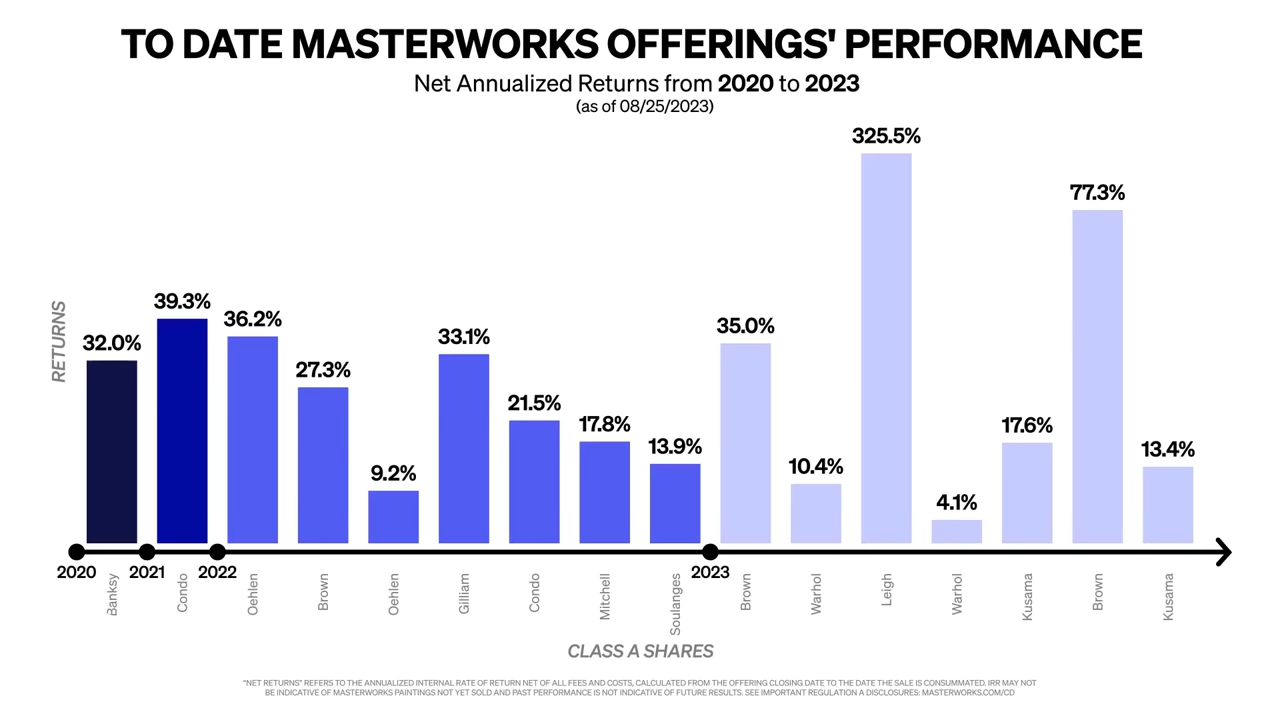 TO DATE MASTERWORKS OFFERINGS' PERFORMANCE
Net Annualized Returns from 2020 to 2023
(as of 08/25/2023)
RETURNS
32.0%
39.3%
36.2%
27.3%
9.2%
33.1%
21.5%
17.8%
13.9%
35.0%
10.4%
325.5%
4.1%
17.6%
77.3%
13.4%
2020
2021
2022
2023
Banksy
Condo
Oehlen
Brown
Oehlen
Gilliam
Condo
Mitchell
Soulanges
Brown
Warhol
Leigh
Warhol
Kusama
Brown
Kusama
CLASS A SHARES
"NET RETURNS" REFERS TO THE ANNUALIZED INTERNAL RATE OF RETURN NET OF ALL FEES AND COSTS, CALCULATED FROM THE OFFERING CLOSING DATE TO THE DATE THE SALE IS CONSUMMATED. IRR MAY NOT
BE INDICATIVE OF MASTERWORKS PAINTINGS NOT YET SOLD AND PAST PERFORMANCE IS NOT INDICATIVE OF FUTURE RESULTS. SEE IMPORTANT REGULATION A DISCLOSURES: MASTERWORKS.COM/CD